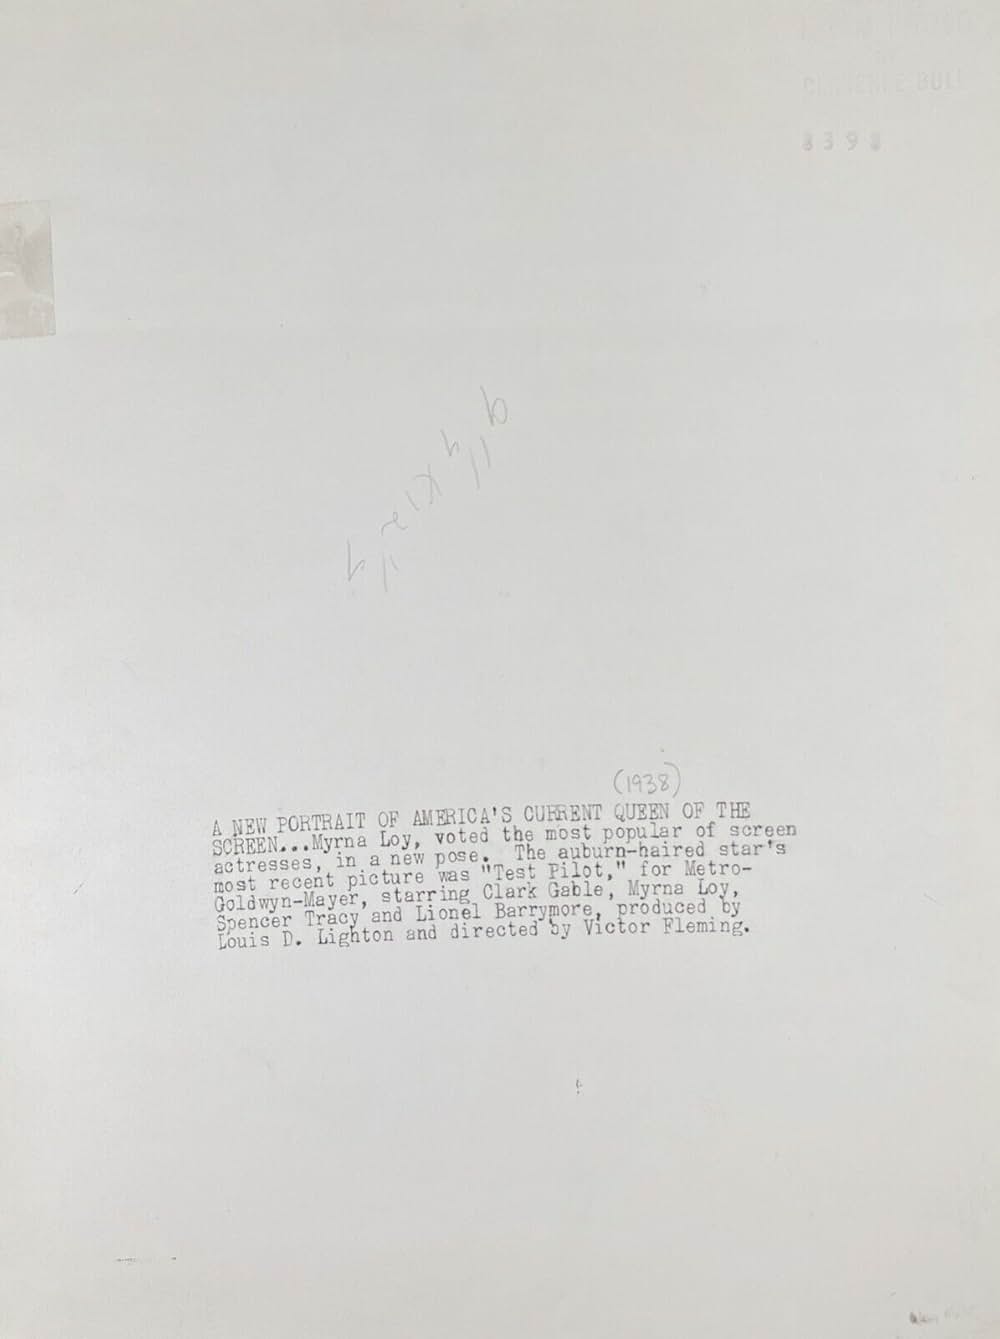 CLARENCE BULL
(1938)
A NEW PORTRAIT OF AMERICA'S CURRENT QUEEN OF THE
SCREEN...Myrna Loy, voted the most popular of screen
actresses, in a new pose. The auburn-haired star's
most recent picture was "Test Pilot," for Metro-
Goldwyn-Mayer, starring Clark Gable, Myrna Loy,
Spencer Tracy and Lionel Barrymore, produced by
Louis D. Lighton and directed by Victor Fleming.